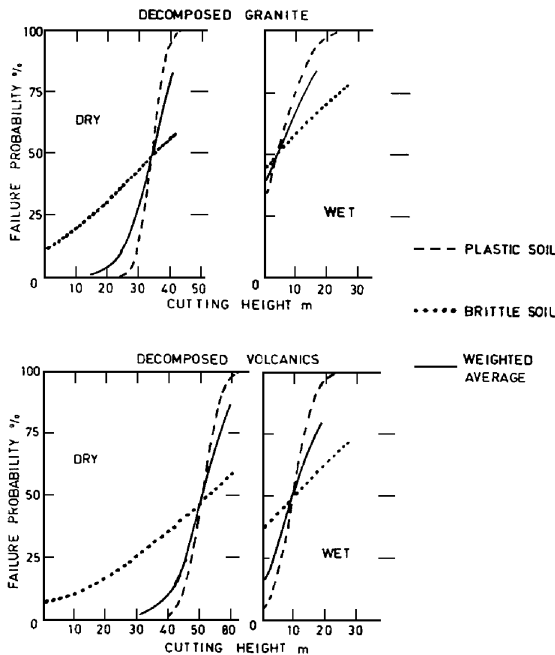 DECOMPOSED GRANITE
FAILURE PROBABILITY %
100
75
50
25
0
DRY
10 20 30 40 50
CUTTING HEIGHT m
WET
0 10 20 30
PLASTIC SOIL
BRITTLE SOIL
WEIGHTED
AVERAGE
DECOMPOSED VOLCANICS
FAILURE PROBABILITY %
100
75
50
25
0
DRY
10 20 30 40 50 60
CUTTING HEIGHT m
WET
0 10 20 30